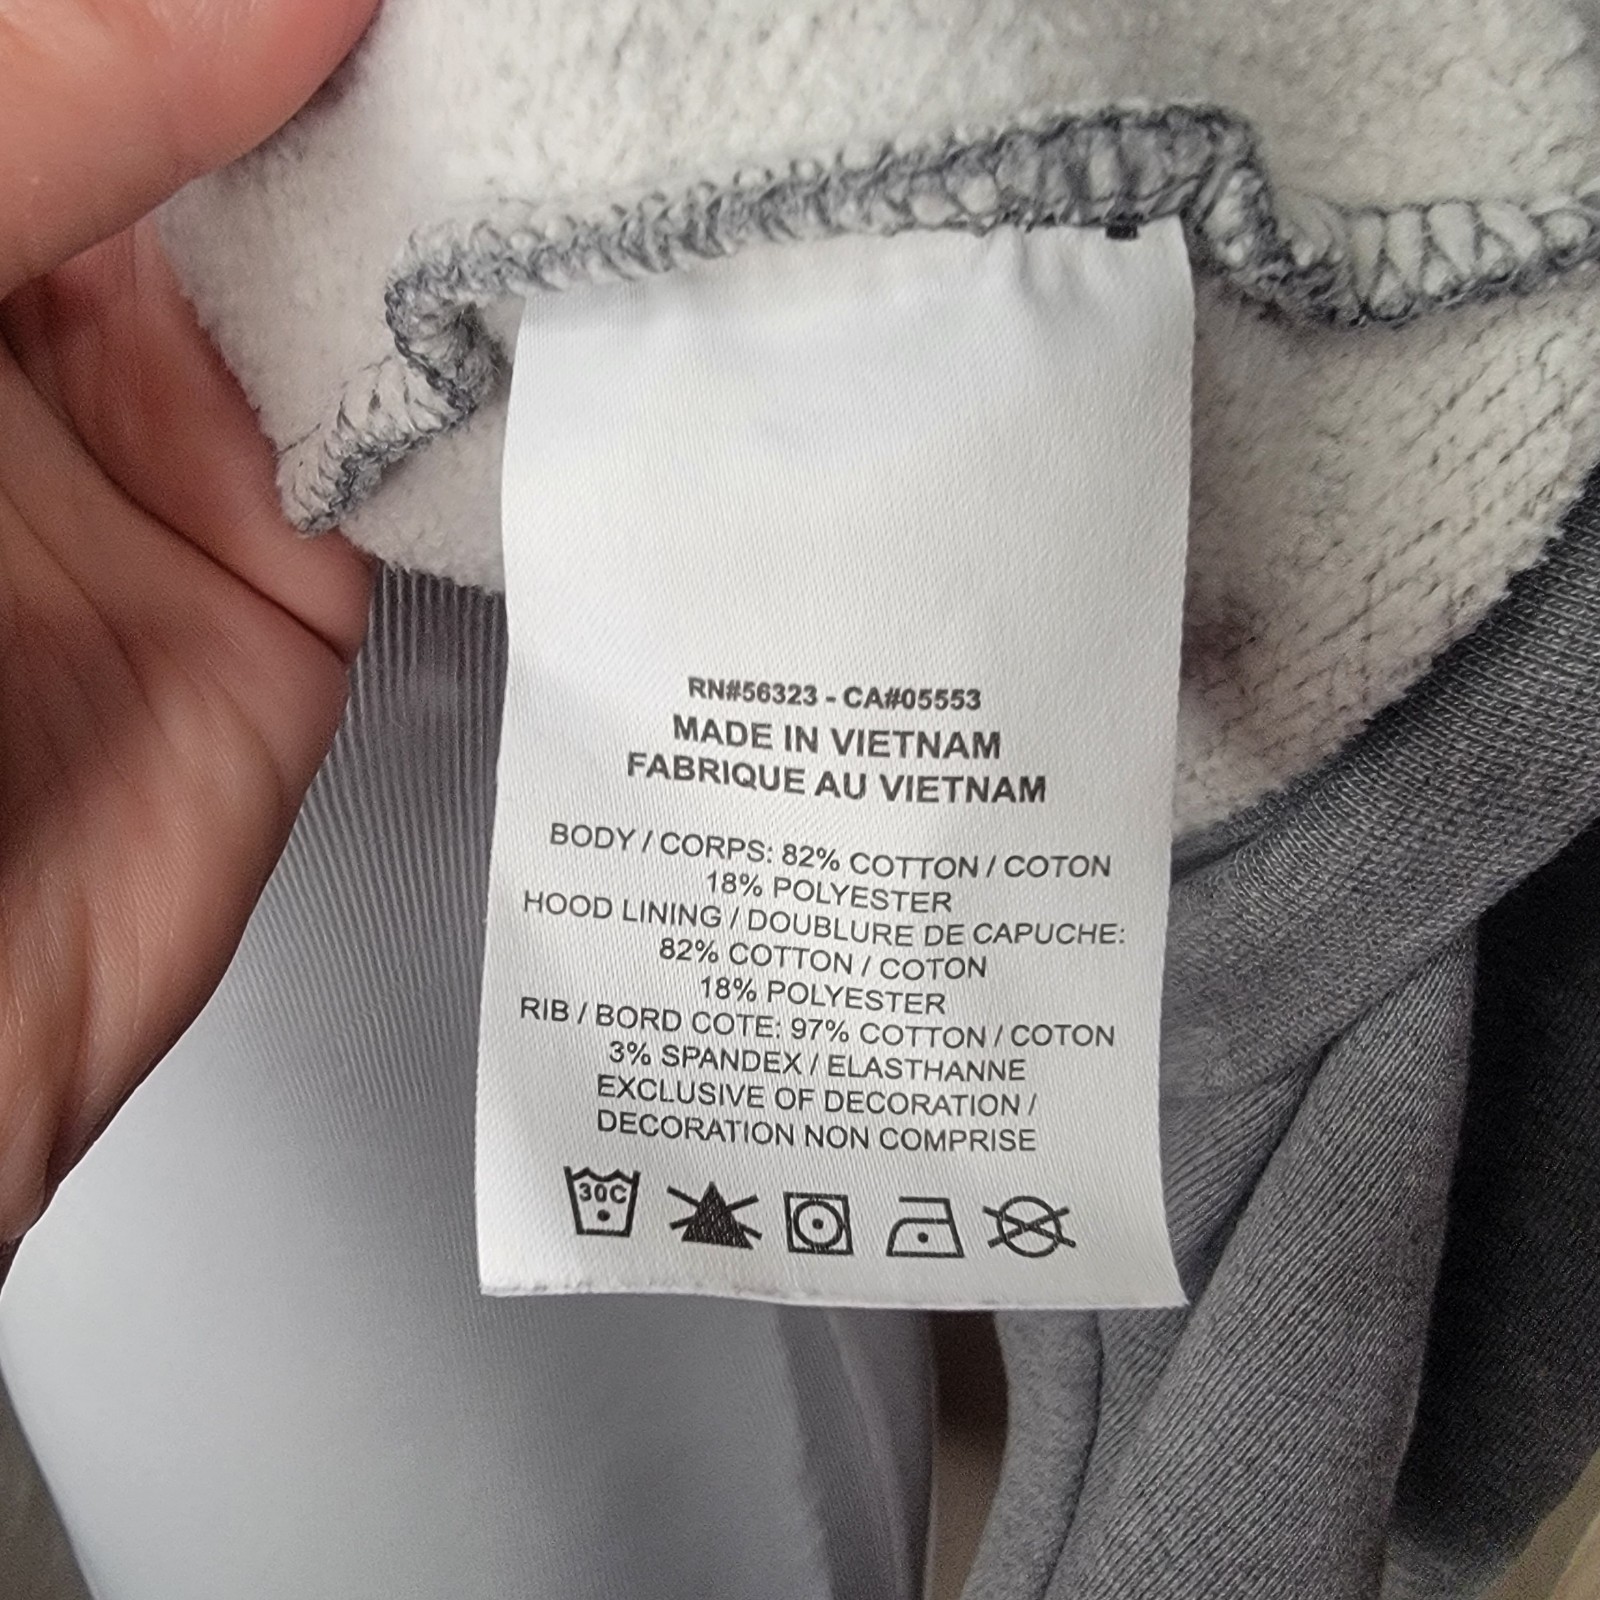 RN#56323 - CA#05553
MADE IN VIETNAM
FABRIQUE AU VIETNAM
BODY / CORPS: 82% COTTON / COTON
18% POLYESTER
HOOD LINING / DOUBLURE DE CAPUCHE:
82% COTTON / COTON
18% POLYESTER
RIB / BORD COTE: 97% COTTON / COTON
3% SPANDEX / ELASTHANNE
EXCLUSIVE OF DECORATION /
DECORATION NON COMPRISE
30C